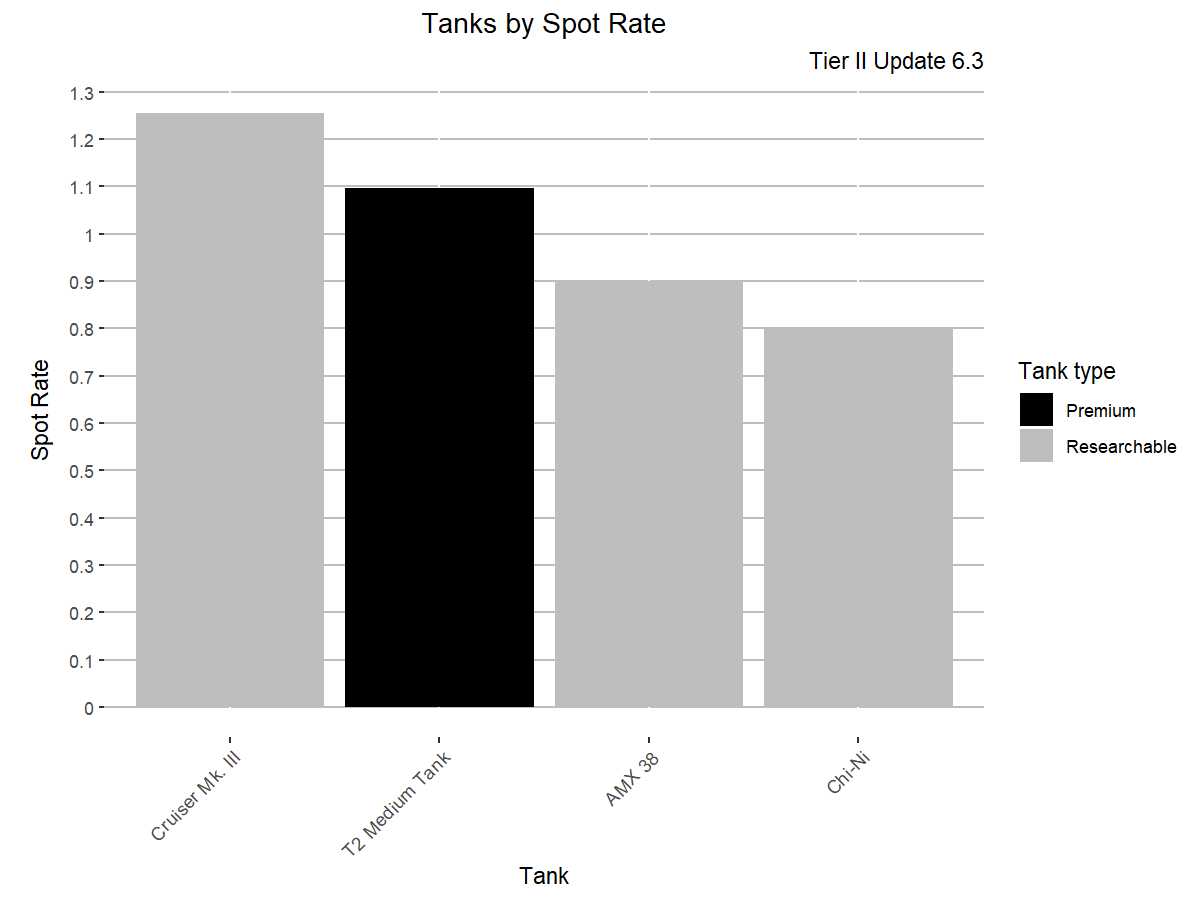 Tanks by Spot Rate
Tier II Update 6.3
Spot Rate
1.3
1.2
1.1
1
0.9
0.8
0.7
0.6
0.5
0.4
0.3
0.2
0.1
0
Cruiser Mk. III
T2 Medium Tank
AMX 38
Chi-Ni
Tank
Tank type
Premium
Researchable